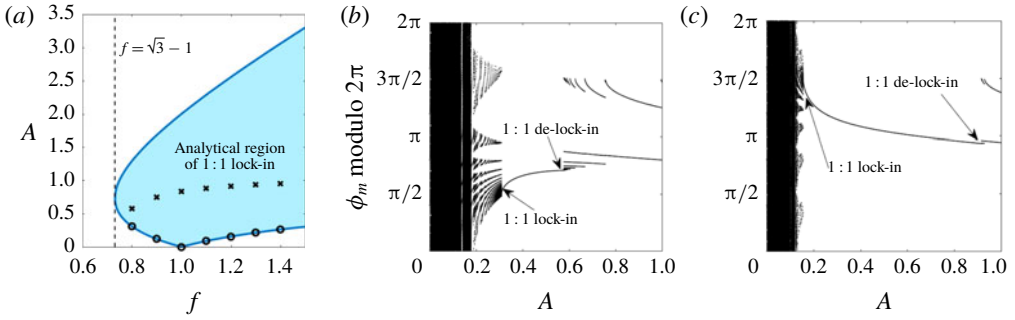 (a)
3.5
3.0
2.5
2.0
1.5
1.0
0.5
0
A
f = √3 − 1
Analytical region
of 1 : 1 lock-in
0.6
0.8
1.0
1.2
1.4
f
(b)
2π
3π/2
π
π/2
0
ϕm modulo 2π
1 : 1 de-lock-in
1 : 1 lock-in
0.2
0.4
0.6
0.8
1.0
A
(c)
2π
3π/2
π
π/2
0
1 : 1 de-lock-in
1 : 1 lock-in
0.2
0.4
0.6
0.8
1.0
A